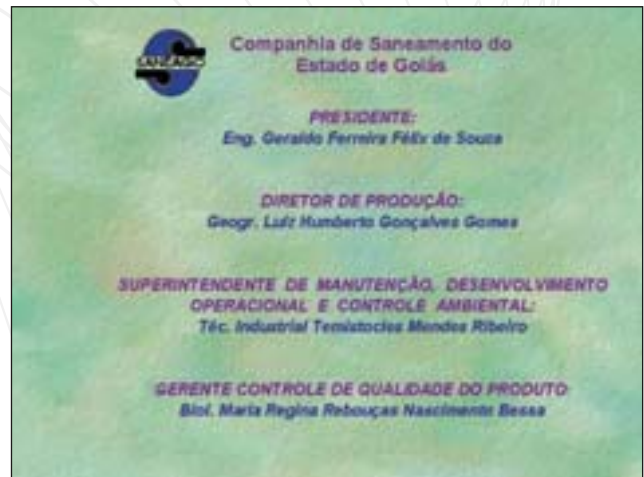 SANEAGO
Companhia de Saneamento do
Estado de Goiás
PRESIDENTE:
Eng. Geraldo Ferreira Félix de Souza
DIRETOR DE PRODUÇÃO:
Geogr. Luiz Humberto Gonçalves Gomes
SUPERINTENDENTE DE MANUTENÇÃO, DESENVOLVIMENTO
OPERACIONAL E CONTROLE AMBIENTAL:
Téc. Industrial Temistocles Mendes Ribeiro
GERENTE CONTROLE DE QUALIDADE DO PRODUTO
Biol. Maria Regina Rebouças Nascimento Bessa